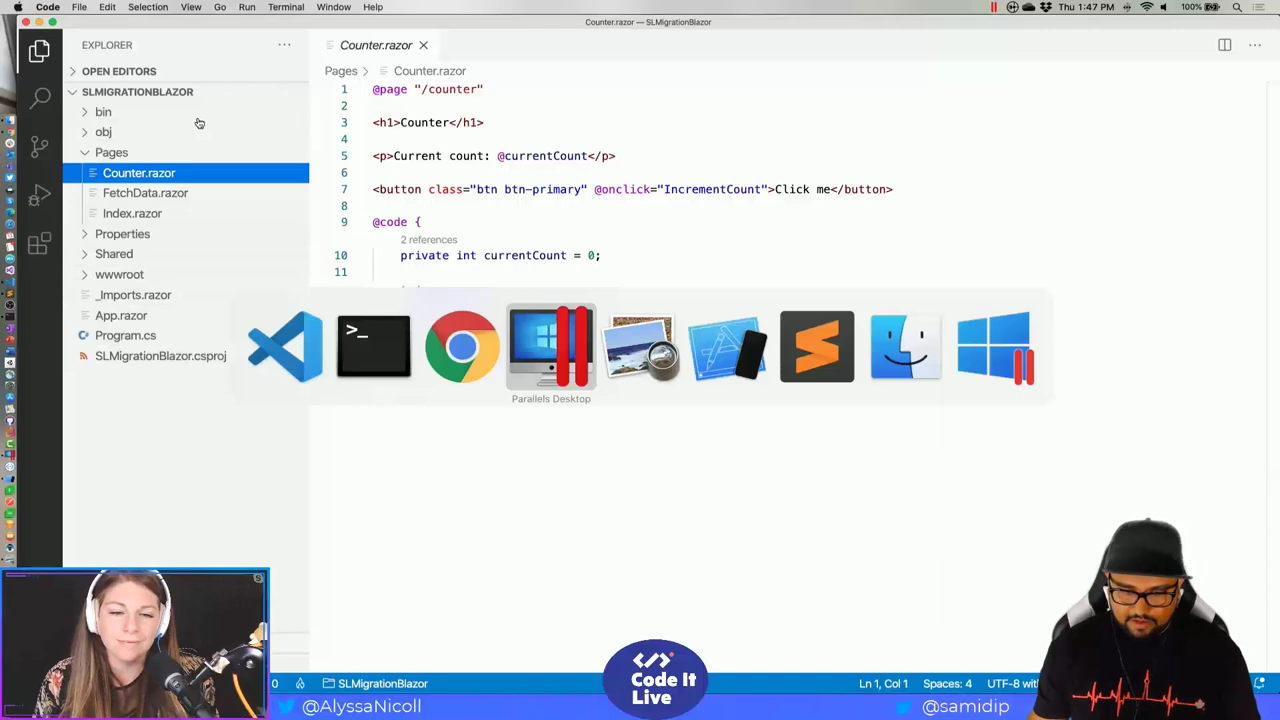 Code File Edit Selection View Go Run Terminal Window Help
100% Thu 1:47 PM
Counter.razor — SLMigrationBlazor
EXPLORER
OPEN EDITORS
SLMIGRATIONBLAZOR
bin
obj
Pages
Counter.razor
FetchData.razor
Index.razor
Properties
Shared
wwwroot
_Imports.razor
App.razor
Program.cs
SLMigrationBlazor.csproj
Counter.razor
Pages > Counter.razor
1 @page "/counter"
2
3 <h1>Counter</h1>
4
5 <p>Current count: @currentCount</p>
6
7 <button class="btn btn-primary" @onclick="IncrementCount">Click me</button>
8
9 @code {
2 references
10 private int currentCount = 0;
11
>_
Parallels Desktop
0 SLMigrationBlazor
Ln 1, Col 1 Spaces: 4 UTF-8
Code It
Live
@AlyssaNicoll
@samidip